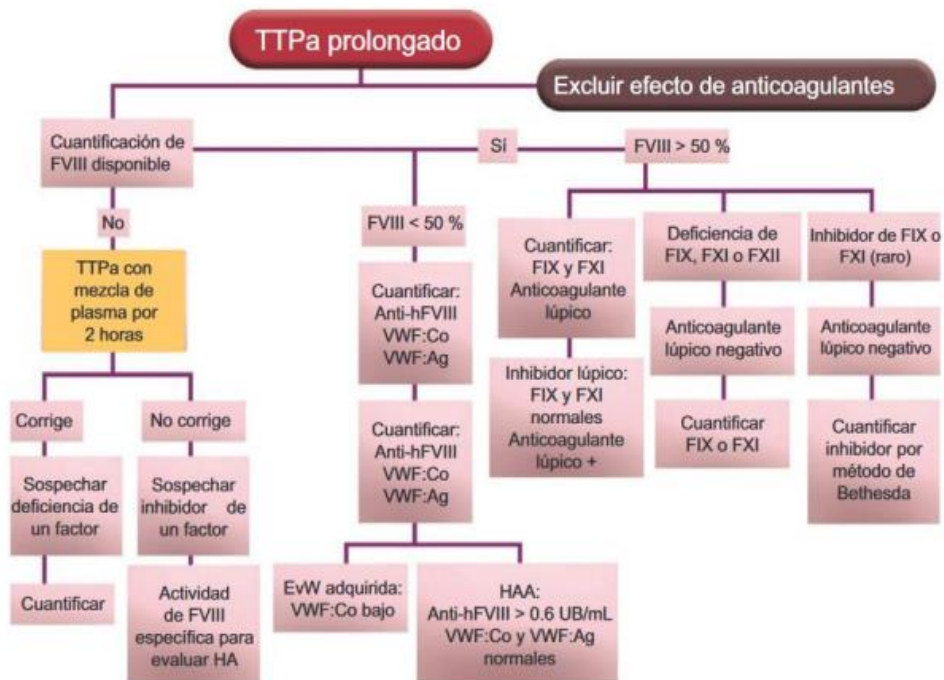 TTPa prolongado
Excluir efecto de anticoagulantes
Cuantificación de
FVIII disponible
Sí
FVIII > 50 %
No
FVIII < 50 %
TTPa con
mezcla de
plasma por
2 horas
Corrige
No corrige
Sospechar
deficiencia de
un factor
Sospechar
inhibidor de
un factor
Cuantificar
Actividad
de FVIII
específica para
evaluar HA
Cuantificar:
Anti-hFVIII
VWF:Co
VWF:Ag
Cuantificar:
Anti-hFVIII
VWF:Co
VWF:Ag
EvW adquirida:
VWF:Co bajo
HAA:
Anti-hFVIII > 0.6 UB/mL
VWF:Co y VWF:Ag
normales
Cuantificar:
FIX y FXI
Anticoagulante
lúpico
Inhibidor lúpico:
FIX y FXI
normales
Anticoagulante
lúpico +
Deficiencia de
FIX, FXI o FXII
Anticoagulante
lúpico negativo
Cuantificar
FIX o FXI
Inhibidor de FIX o
FXI (raro)
Anticoagulante
lúpico negativo
Cuantificar
inhibidor por
método de
Bethesda